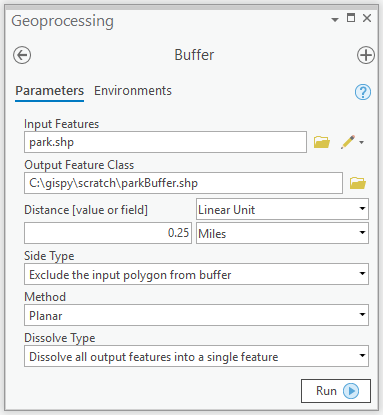 Geoprocessing
Buffer
Parameters Environments
Input Features
park.shp
Output Feature Class
C:\gispy\scratch\parkBuffer.shp
Distance [value or field] Linear Unit
0.25 Miles
Side Type
Exclude the input polygon from buffer
Method
Planar
Dissolve Type
Dissolve all output features into a single feature
Run